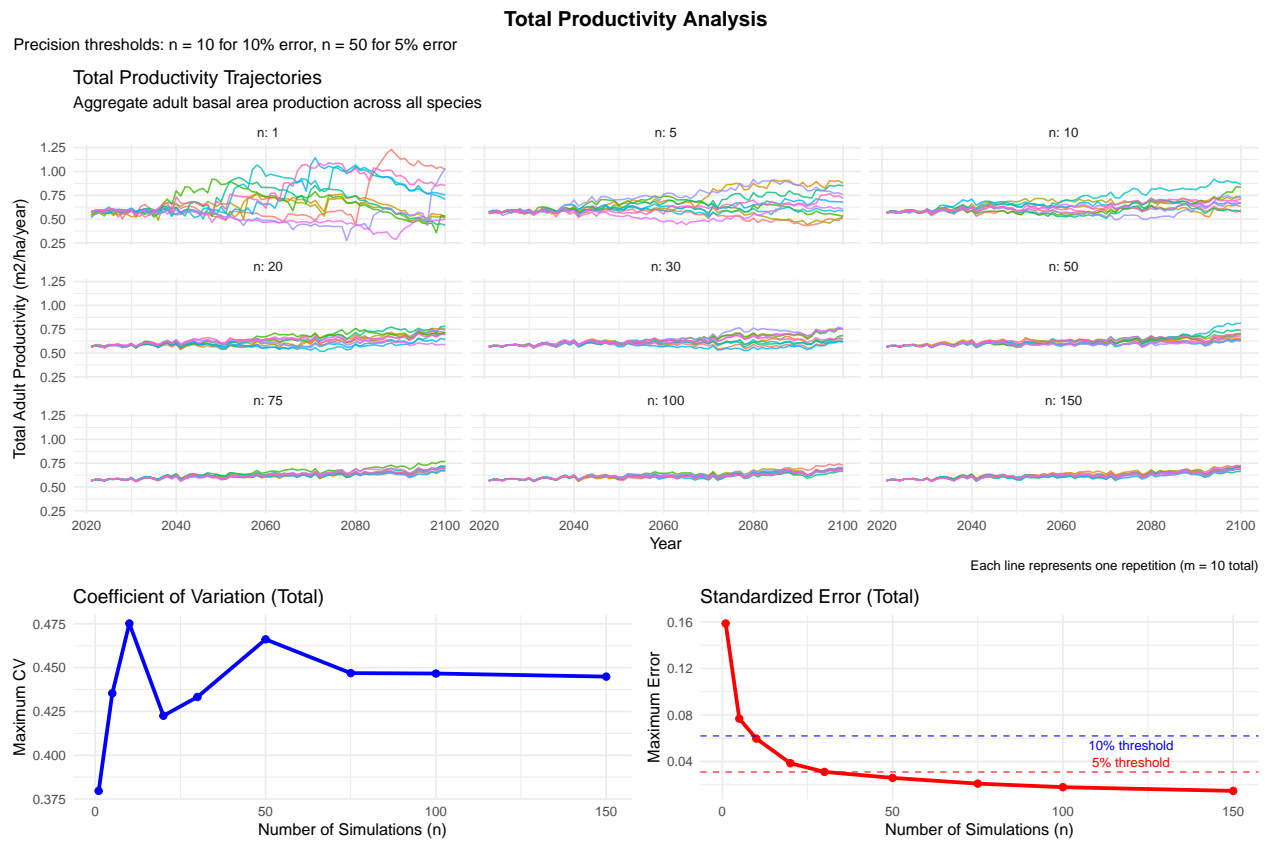 Total Productivity Analysis
Precision thresholds: n = 10 for 10% error, n = 50 for 5% error
Total Productivity Trajectories
Aggregate adult basal area production across all species
n: 1
n: 5
n: 10
1.25
1.00
0.75
0.50
0.25
n: 20
n: 30
n: 50
1.25
1.00
0.75
0.50
0.25
n: 75
n: 100
n: 150
1.25
1.00
0.75
0.50
0.25
Total Adult Productivity (m2/ha/year)
2020 2040 2060 2080 2100
2020 2040 2060 2080 2100
2020 2040 2060 2080 2100
Year
Each line represents one repetition (m = 10 total)
Coefficient of Variation (Total)
0.475
0.450
0.425
0.400
0.375
Maximum CV
0 50 100 150
Number of Simulations (n)
Standardized Error (Total)
0.16
0.12
0.08
0.04
Maximum Error
10% threshold
5% threshold
0 50 100 150
Number of Simulations (n)